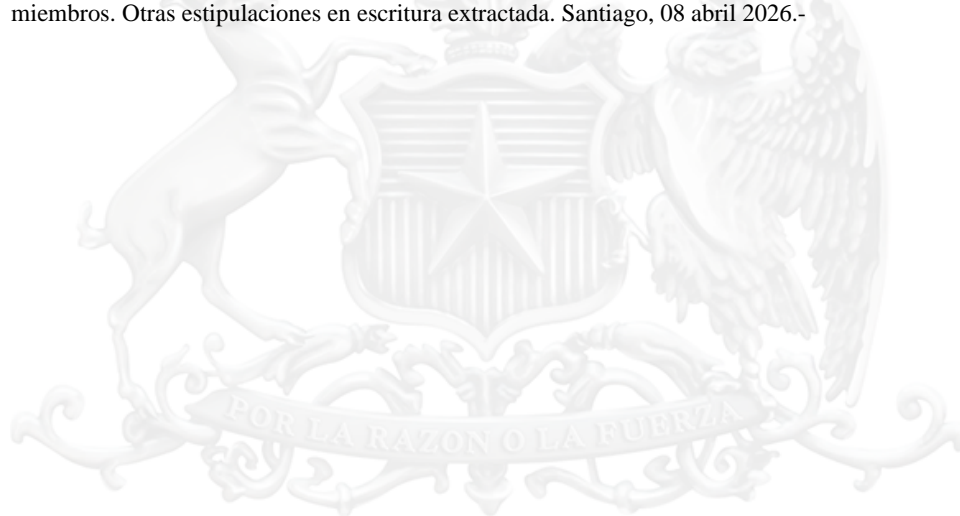 miembros. Otras estipulaciones en escritura extractada. Santiago, 08 abril 2026.-
POR LA RAZON O LA FUERZA